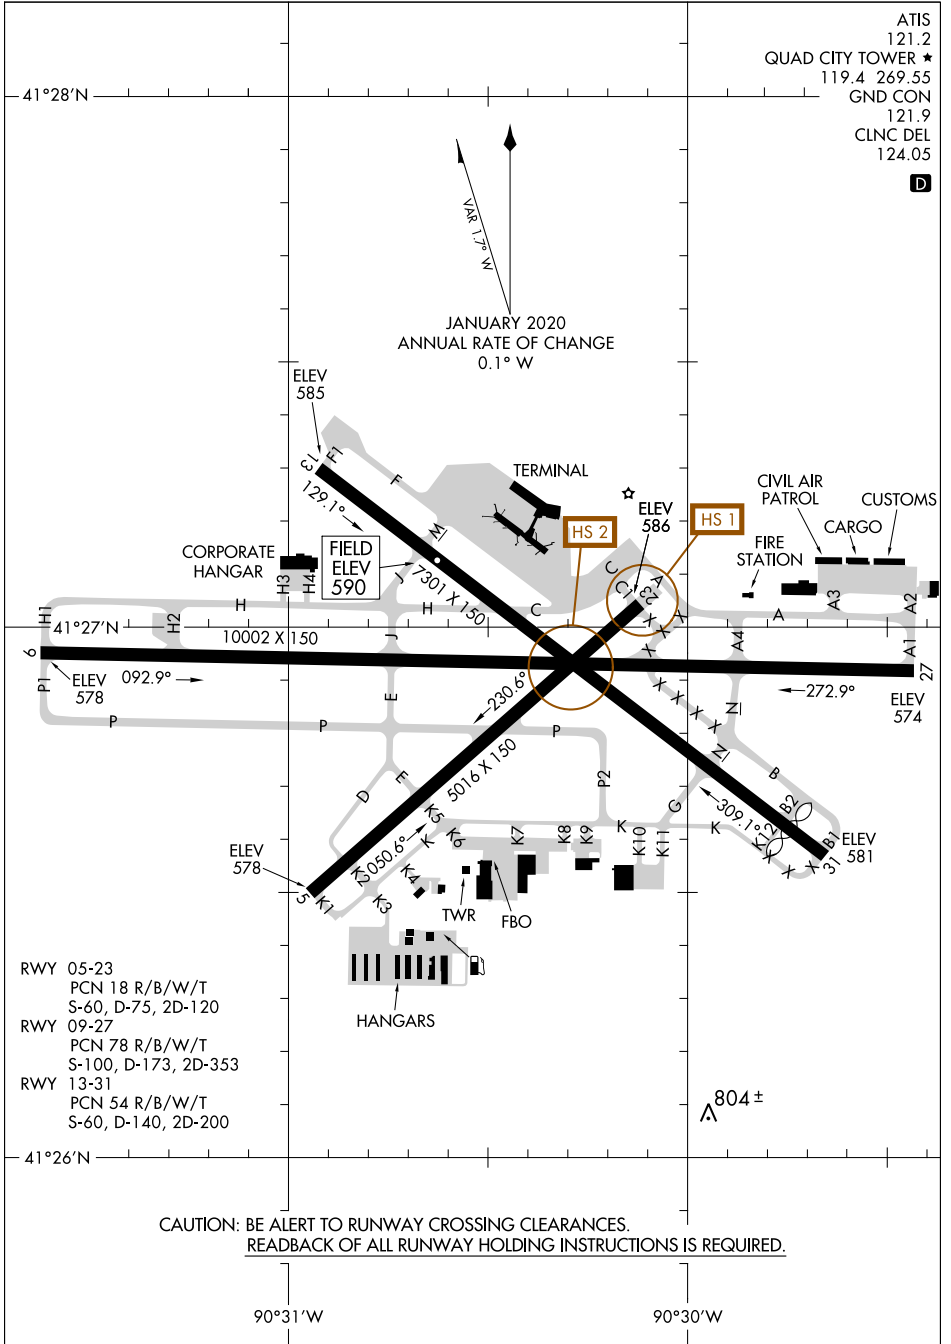 ATIS
121.2
QUAD CITY TOWER ★
119.4 269.55
GND CON
121.9
CLNC DEL
124.05
D
41°28'N
VAR 1.7° W
JANUARY 2020
ANNUAL RATE OF CHANGE
0.1° W
ELEV
585
13
F1
F
129.1°
TERMINAL
M
CIVIL AIR
PATROL
CUSTOMS
CARGO
FIRE
STATION
ELEV
586
HS 1
HS 2
CORPORATE
HANGAR
FIELD
ELEV
590
7301 X 150
H3
H4
J
H
H
C
C
C1
A
23
A
A3
A2
H1
H2
41°27'N
10002 X 150
J
X
X
X
X
X
X
X
X
X
A4
A1
9
27
ELEV
578
092.9°
230.6°
272.9°
ELEV
574
P1
E
N
P
P
P
5016 X 150
N
B
D
E
P2
G
309.1°
B2
K5
050.6°
K
K6
K7
K8
K9
K
K10
K11
K
K12
B1
ELEV
581
31
X
X
X
ELEV
578
5
K1
K2
K3
K4
TWR
FBO
HANGARS
RWY 05-23
PCN 18 R/B/W/T
S-60, D-75, 2D-120
RWY 09-27
PCN 78 R/B/W/T
S-100, D-173, 2D-353
RWY 13-31
PCN 54 R/B/W/T
S-60, D-140, 2D-200
804 ±
41°26'N
CAUTION: BE ALERT TO RUNWAY CROSSING CLEARANCES.
READBACK OF ALL RUNWAY HOLDING INSTRUCTIONS IS REQUIRED.
90°31'W
90°30'W